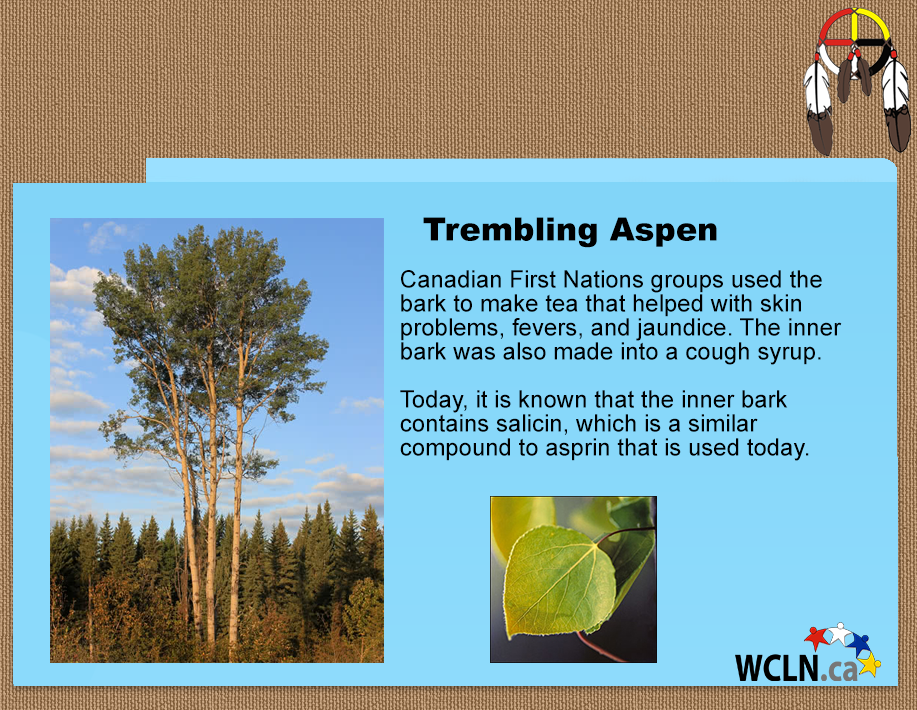 Trembling Aspen
Canadian First Nations groups used the
bark to make tea that helped with skin
problems, fevers, and jaundice. The inner
bark was also made into a cough syrup.
Today, it is known that the inner bark
contains salicin, which is a similar
compound to asprin that is used today.
WCLN.ca